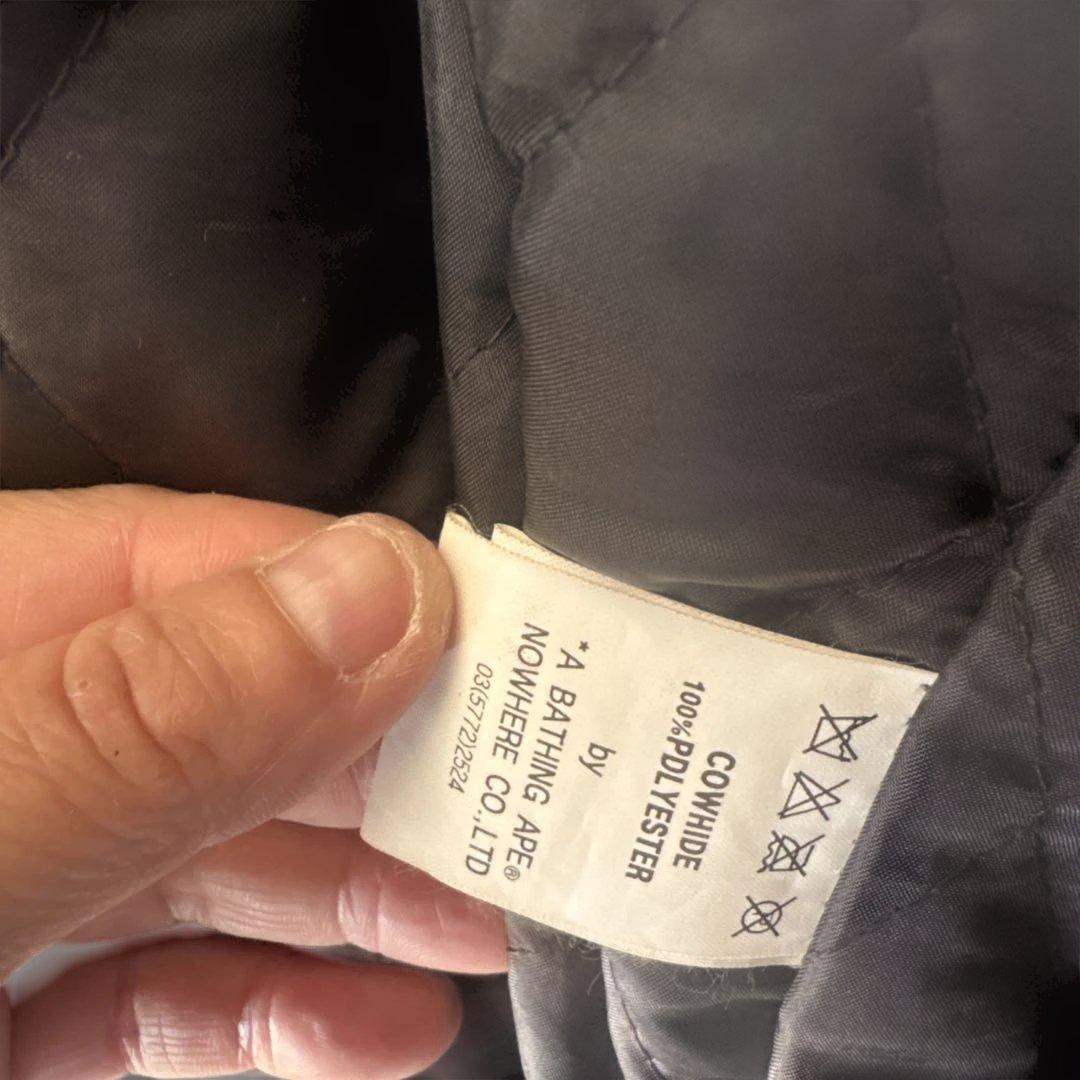 COWHIDE
100%PDLYESTER
by
*A BATHING APE®
NOWHERE CO.,LTD
03(5772)2524